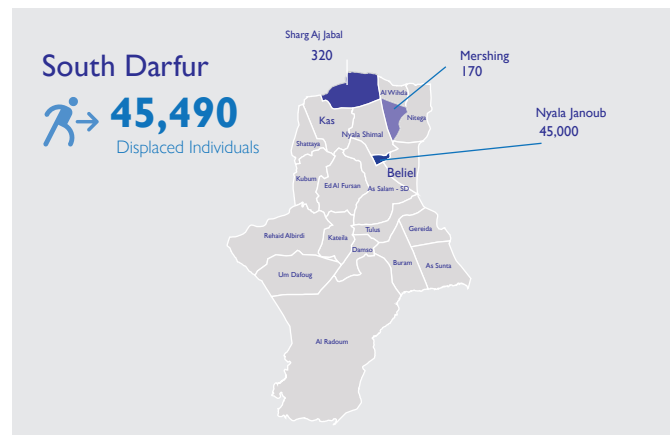 South Darfur
45,490
Displaced Individuals
Sharg Aj Jabal
320
Mershing
170
Nyala Janoub
45,000
Al Wihda
Kas
Nitega
Nyala Shimal
Shattaya
Beliel
Kubum
Ed Al Fursan
As Salam - SD
Rehaid Albirdi
Kateila
Tulus
Gereida
Damso
Buram
As Sunta
Um Dafoug
Al Radoum